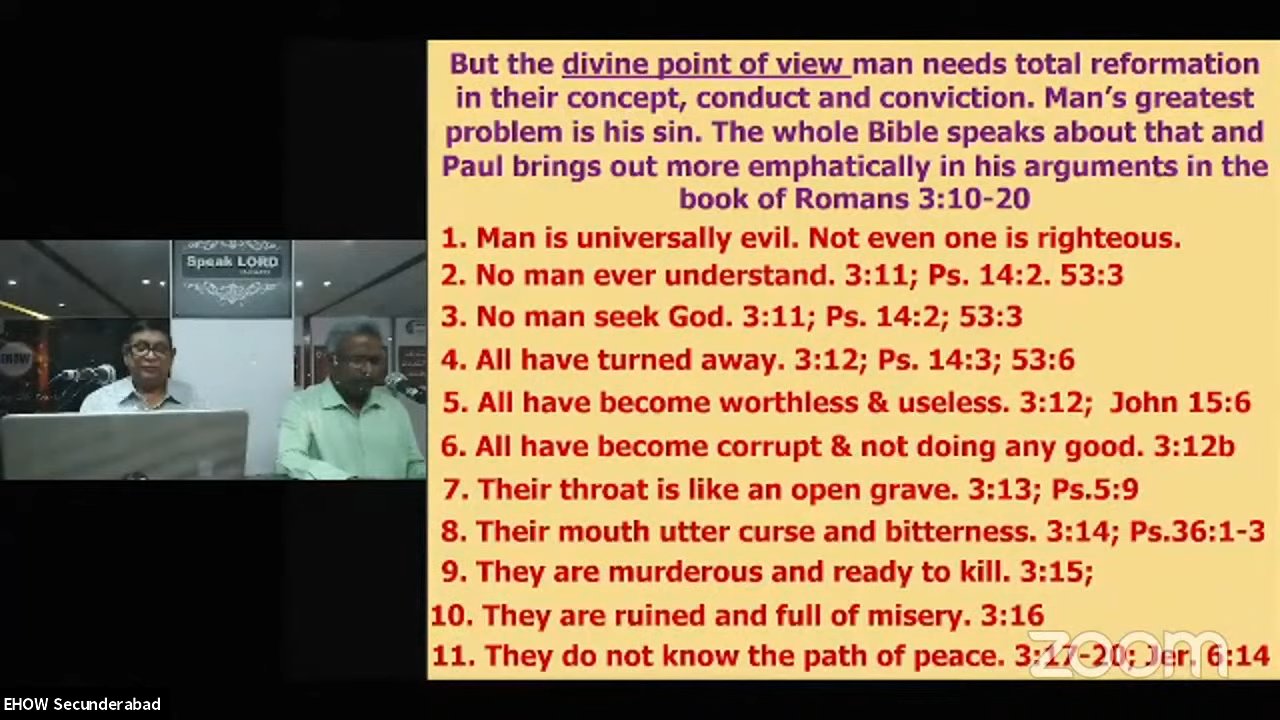 But the divine point of view man needs total reformation
in their concept, conduct and conviction. Man's greatest
problem is his sin. The whole Bible speaks about that and
Paul brings out more emphatically in his arguments in the
book of Romans 3:10-20
1. Man is universally evil. Not even one is righteous.
2. No man ever understand. 3:11; Ps. 14:2. 53:3
3. No man seek God. 3:11; Ps. 14:2; 53:3
4. All have turned away. 3:12; Ps. 14:3; 53:6
5. All have become worthless & useless. 3:12; John 15:6
6. All have become corrupt & not doing any good. 3:12b
7. Their throat is like an open grave. 3:13; Ps.5:9
8. Their mouth utter curse and bitterness. 3:14; Ps.36:1-3
9. They are murderous and ready to kill. 3:15;
10. They are ruined and full of misery. 3:16
11. They do not know the path of peace. 3:17-20; Jer. 6:14
zoom
Speak LORD
EHOW
EHOW Secunderabad